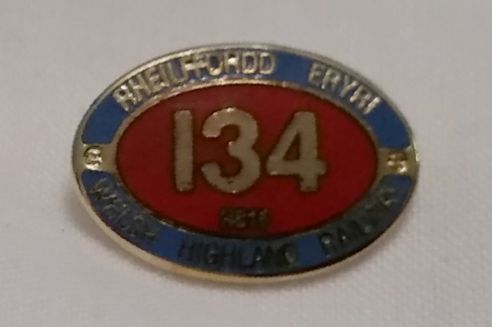 RHEILFFORDD ERYRI
134
WELSH HIGHLAND RAILWAY